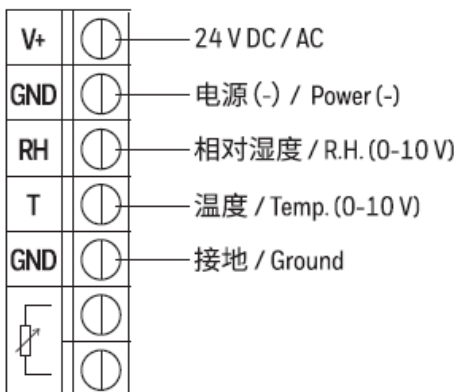 V+ 24 V DC / AC
GND 电源 (-) / Power (-)
RH 相对湿度 / R.H. (0-10 V)
T 温度 / Temp. (0-10 V)
GND 接地 / Ground